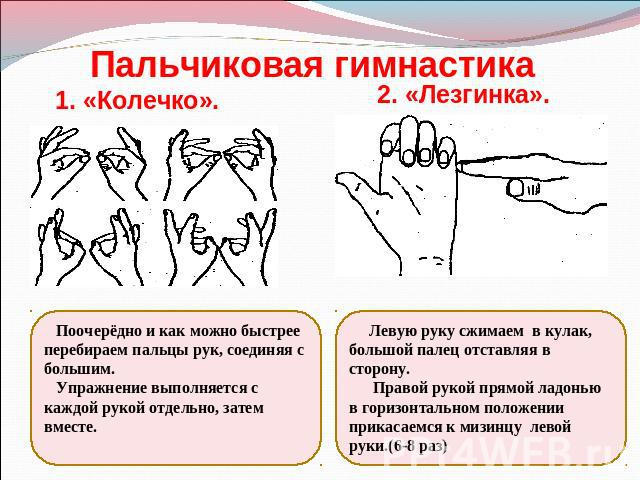 Пальчиковая гимнастика
1. «Колечко».
2. «Лезгинка».
Поочерёдно и как можно быстрее
перебираем пальцы рук, соединяя с
большим.
Упражнение выполняется с
каждой рукой отдельно, затем
вместе.
Левую руку сжимаем в кулак,
большой палец отставляя в
сторону.
Правой рукой прямой ладонью
в горизонтальном положении
прикасаемся к мизинцу левой
руки.(6-8 раз)
PPt4WEB.ru